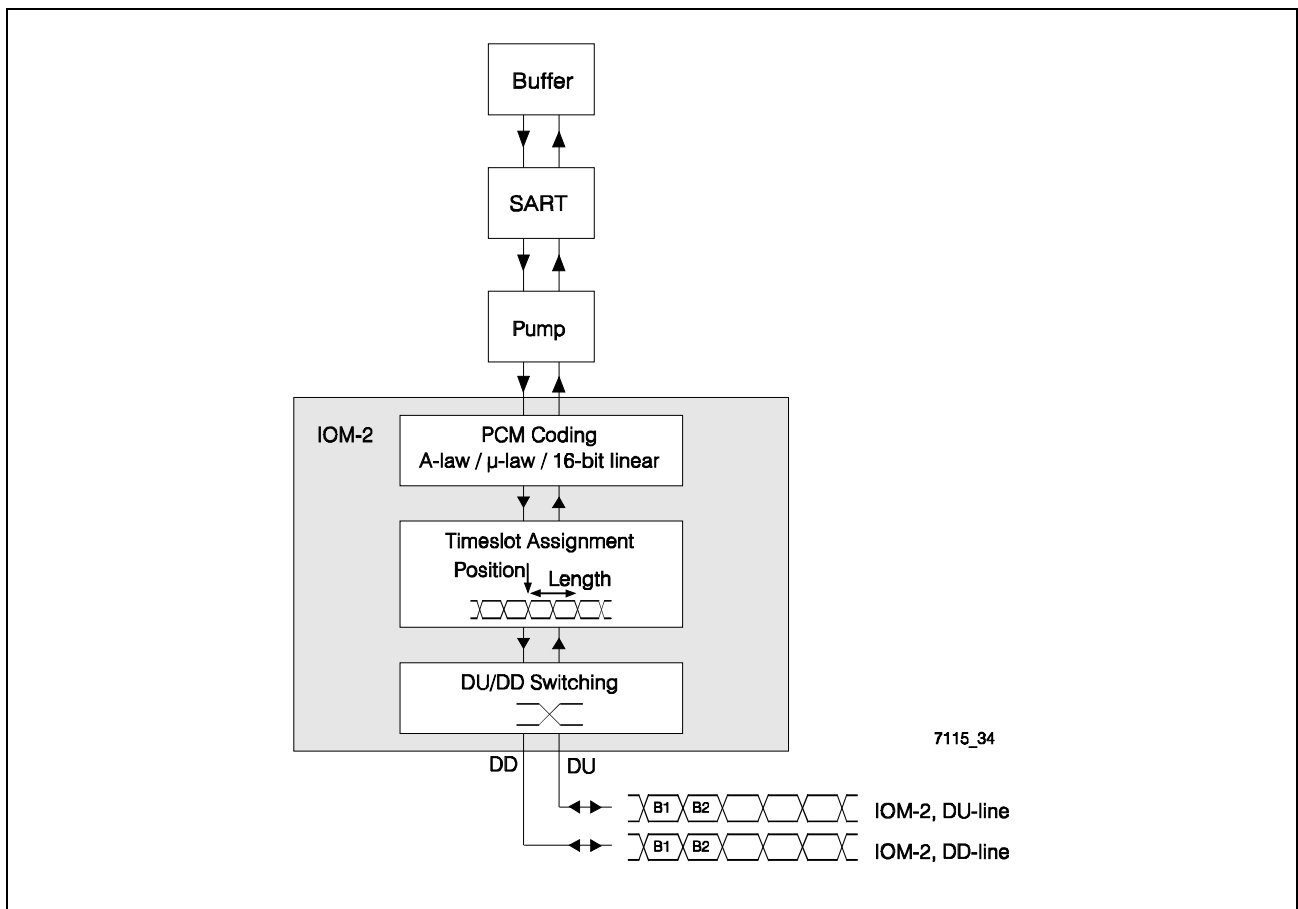 Buffer
SART
Pump
IOM-2
PCM Coding
A-law / µ-law / 16-bit linear
Timeslot Assignment
Position
Length
DU/DD Switching
7115_34
DD
DU
B1 B2
IOM-2, DU-line
B1 B2
IOM-2, DD-line